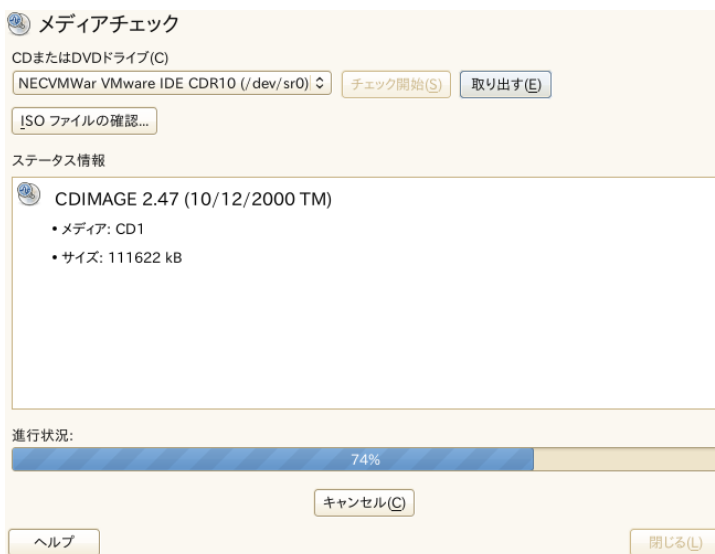 メディアチェック
CDまたはDVDドライブ(C)
NECVMWar VMware IDE CDR10 (/dev/sr0) チェック開始(S) 取り出す(E)
ISO ファイルの確認...
ステータス情報
CDIMAGE 2.47 (10/12/2000 TM)
• メディア: CD1
• サイズ: 111622 kB
進行状況:
74%
キャンセル(C)
ヘルプ 閉じる(L)